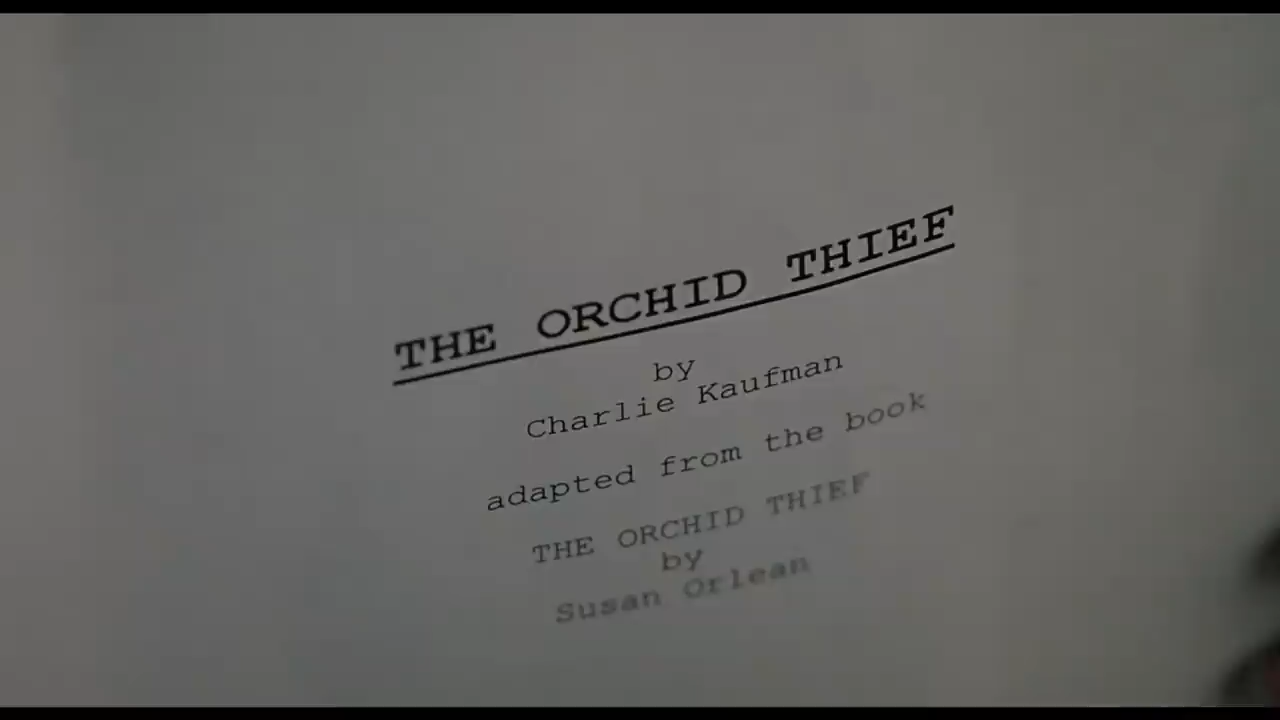 THE ORCHID THIEF
by
Charlie Kaufman
adapted from the book
THE ORCHID THIEF
by
Susan Orlean